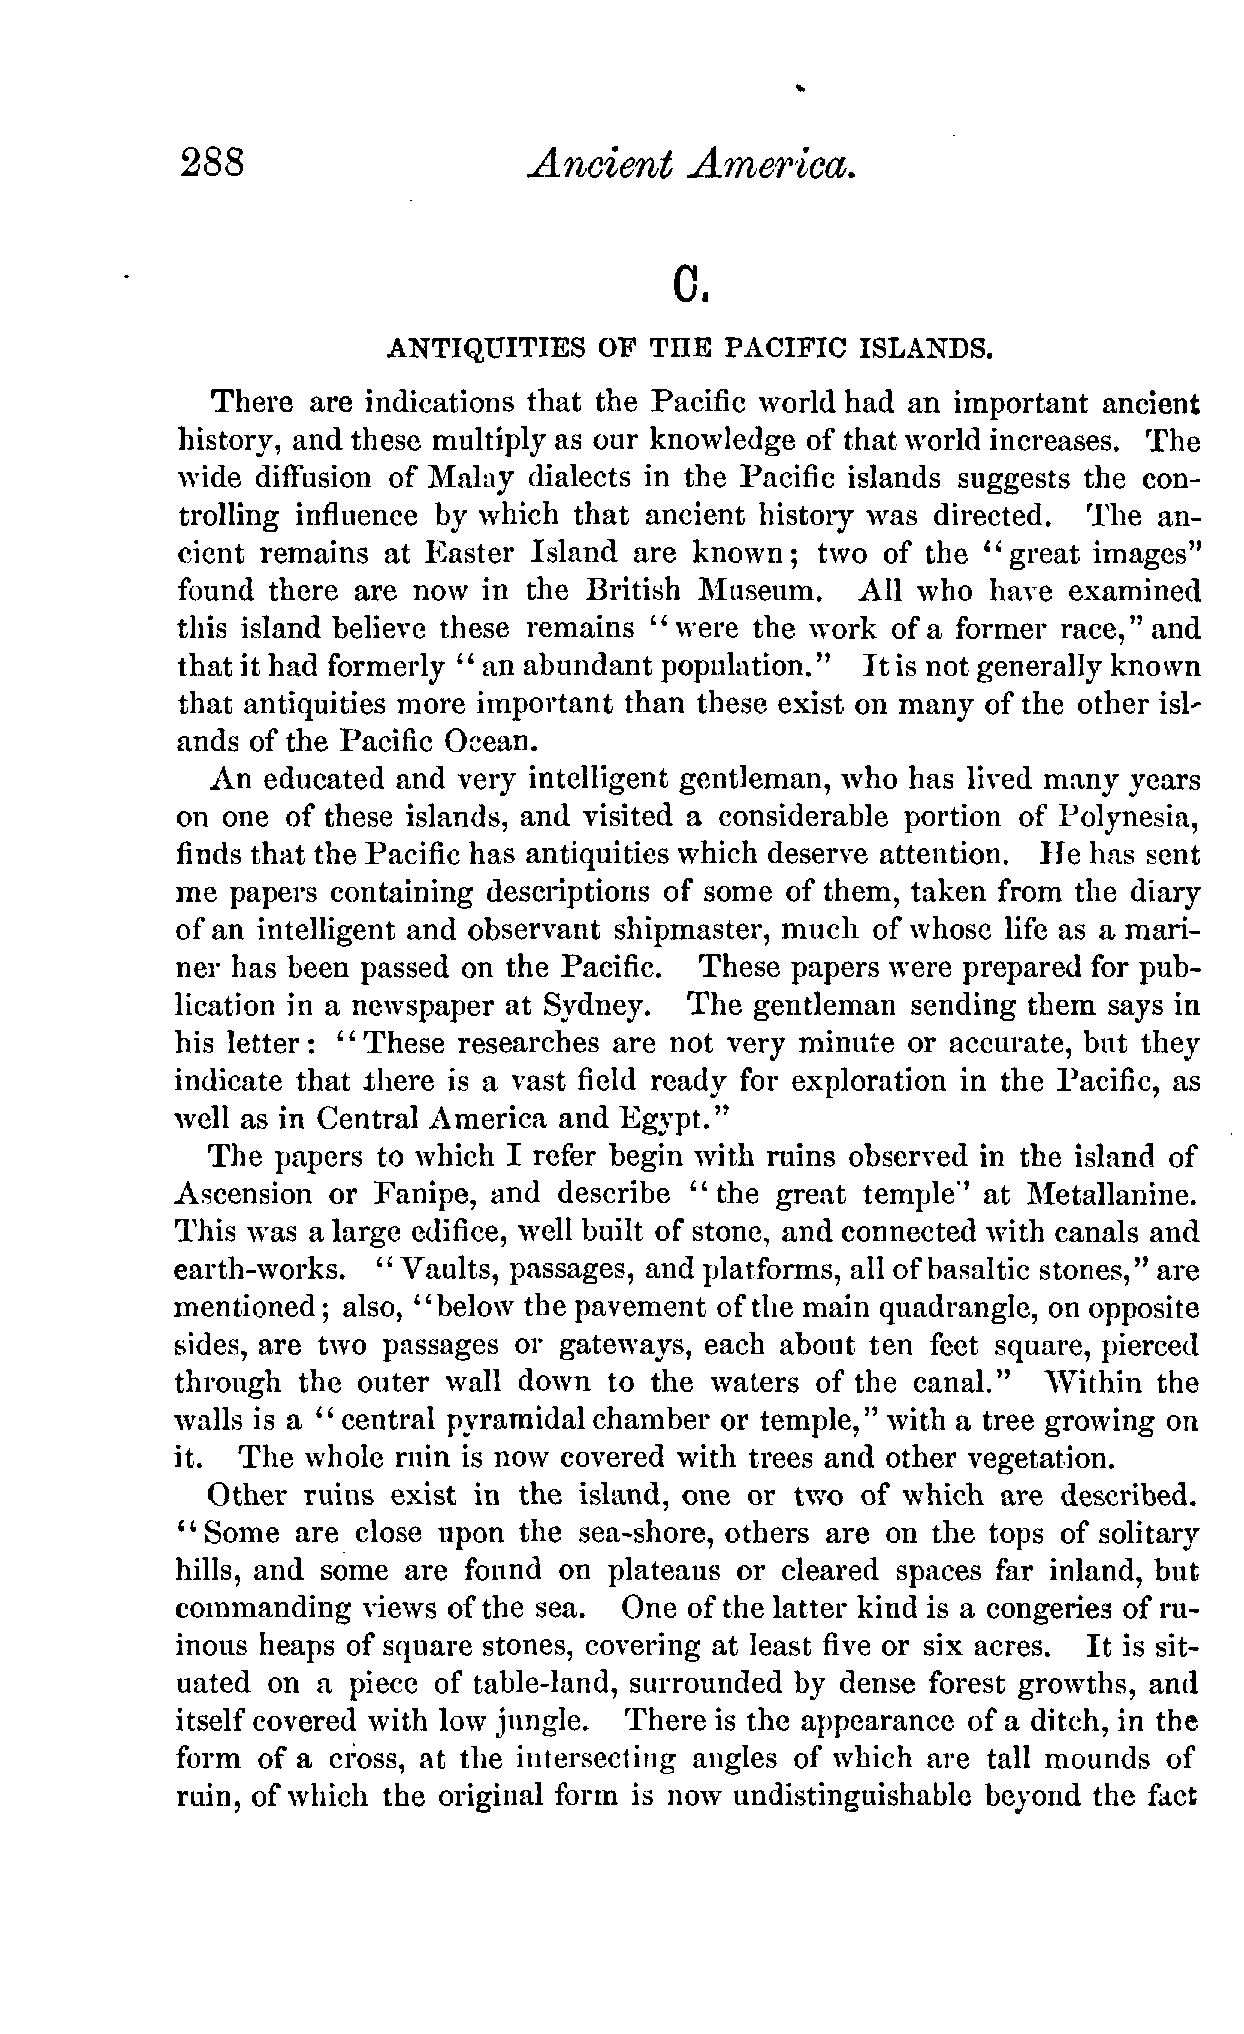 288 Ancient America.
C.
ANTIQUITIES OF THE PACIFIC ISLANDS.
There are indications that the Pacific world had an important ancient
history, and these multiply as our knowledge of that world increases. The
wide diffusion of Malay dialects in the Pacific islands suggests the con-
trolling influence by which that ancient history was directed. The an-
cient remains at Easter Island are known; two of the "great images"
found there are now in the British Museum. All who have examined
this island believe these remains "were the work of a former race," and
that it had formerly "an abundant population." It is not generally known
that antiquities more important than these exist on many of the other isl-
ands of the Pacific Ocean.
An educated and very intelligent gentleman, who has lived many years
on one of these islands, and visited a considerable portion of Polynesia,
finds that the Pacific has antiquities which deserve attention. He has sent
me papers containing descriptions of some of them, taken from the diary
of an intelligent and observant shipmaster, much of whose life as a mari-
ner has been passed on the Pacific. These papers were prepared for pub-
lication in a newspaper at Sydney. The gentleman sending them says in
his letter: "These researches are not very minute or accurate, but they
indicate that there is a vast field ready for exploration in the Pacific, as
well as in Central America and Egypt."
The papers to which I refer begin with ruins observed in the island of
Ascension or Fanipe, and describe "the great temple" at Metallanine.
This was a large edifice, well built of stone, and connected with canals and
earth-works. "Vaults, passages, and platforms, all of basaltic stones," are
mentioned; also, "below the pavement of the main quadrangle, on opposite
sides, are two passages or gateways, each about ten feet square, pierced
through the outer wall down to the waters of the canal." Within the
walls is a "central pyramidal chamber or temple," with a tree growing on
it. The whole ruin is now covered with trees and other vegetation.
Other ruins exist in the island, one or two of which are described.
"Some are close upon the sea-shore, others are on the tops of solitary
hills, and some are found on plateaus or cleared spaces far inland, but
commanding views of the sea. One of the latter kind is a congeries of ru-
inous heaps of square stones, covering at least five or six acres. It is sit-
uated on a piece of table-land, surrounded by dense forest growths, and
itself covered with low jungle. There is the appearance of a ditch, in the
form of a cross, at the intersecting angles of which are tall mounds of
ruin, of which the original form is now undistinguishable beyond the fact